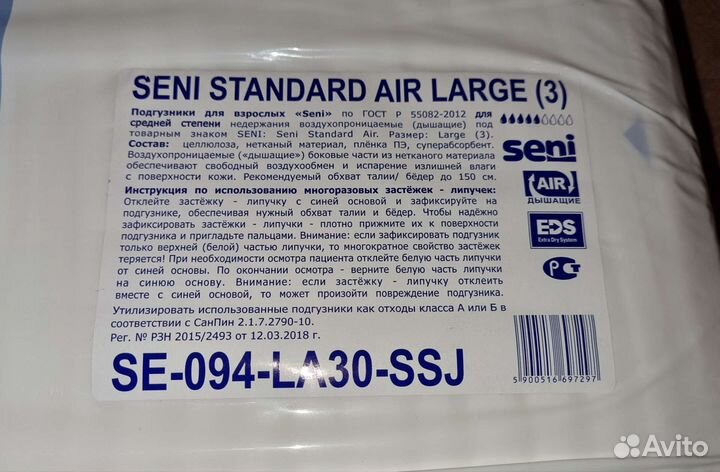 SENI STANDARD AIR LARGE (3)
Подгузники для взрослых «Seni» по ГОСТ Р 55082-2012 для
средней степени недержания воздухопроницаемые (дышащие) под
товарным знаком SENI: Seni Standard Air. Размер: Large (3).
Состав: целлюлоза, нетканый материал, плёнка ПЭ, суперабсорбент.
Воздухопроницаемые («дышащие») боковые части из нетканого материала
обеспечивают свободный воздухообмен и испарение излишней влаги
с поверхности кожи. Рекомендуемый обхват талии/ бёдер до 150 см.
Инструкция по использованию многоразовых застёжек - липучек:
Отклейте застёжку - липучку с синей основой и зафиксируйте на
подгузнике, обеспечивая нужный обхват талии и бёдер. Чтобы надёжно
зафиксировать застёжки - липучки - плотно прижмите их к поверхности
подгузника и пригладьте пальцами. Внимание: если зафиксировать подгузник
только верхней (белой) частью липучки, то многократное свойство застёжек
теряется! При необходимости осмотра пациента отклейте белую часть липучки
от синей основы. По окончании осмотра - верните белую часть липучки
на синюю основу. Внимание: если застёжку - липучку отклеить
вместе с синей основой, то может произойти повреждение подгузника.
Утилизировать использованные подгузники как отходы класса А или Б в
соответствии с СанПин 2.1.7.2790-10.
Рег. № РЗН 2015/2493 от 12.03.2018 г.
SE-094-LA30-SSJ
seni
AIR
ДЫШАЩИЕ
EDS
Extra Dry System
РСТ
5 900516 697297
Avito